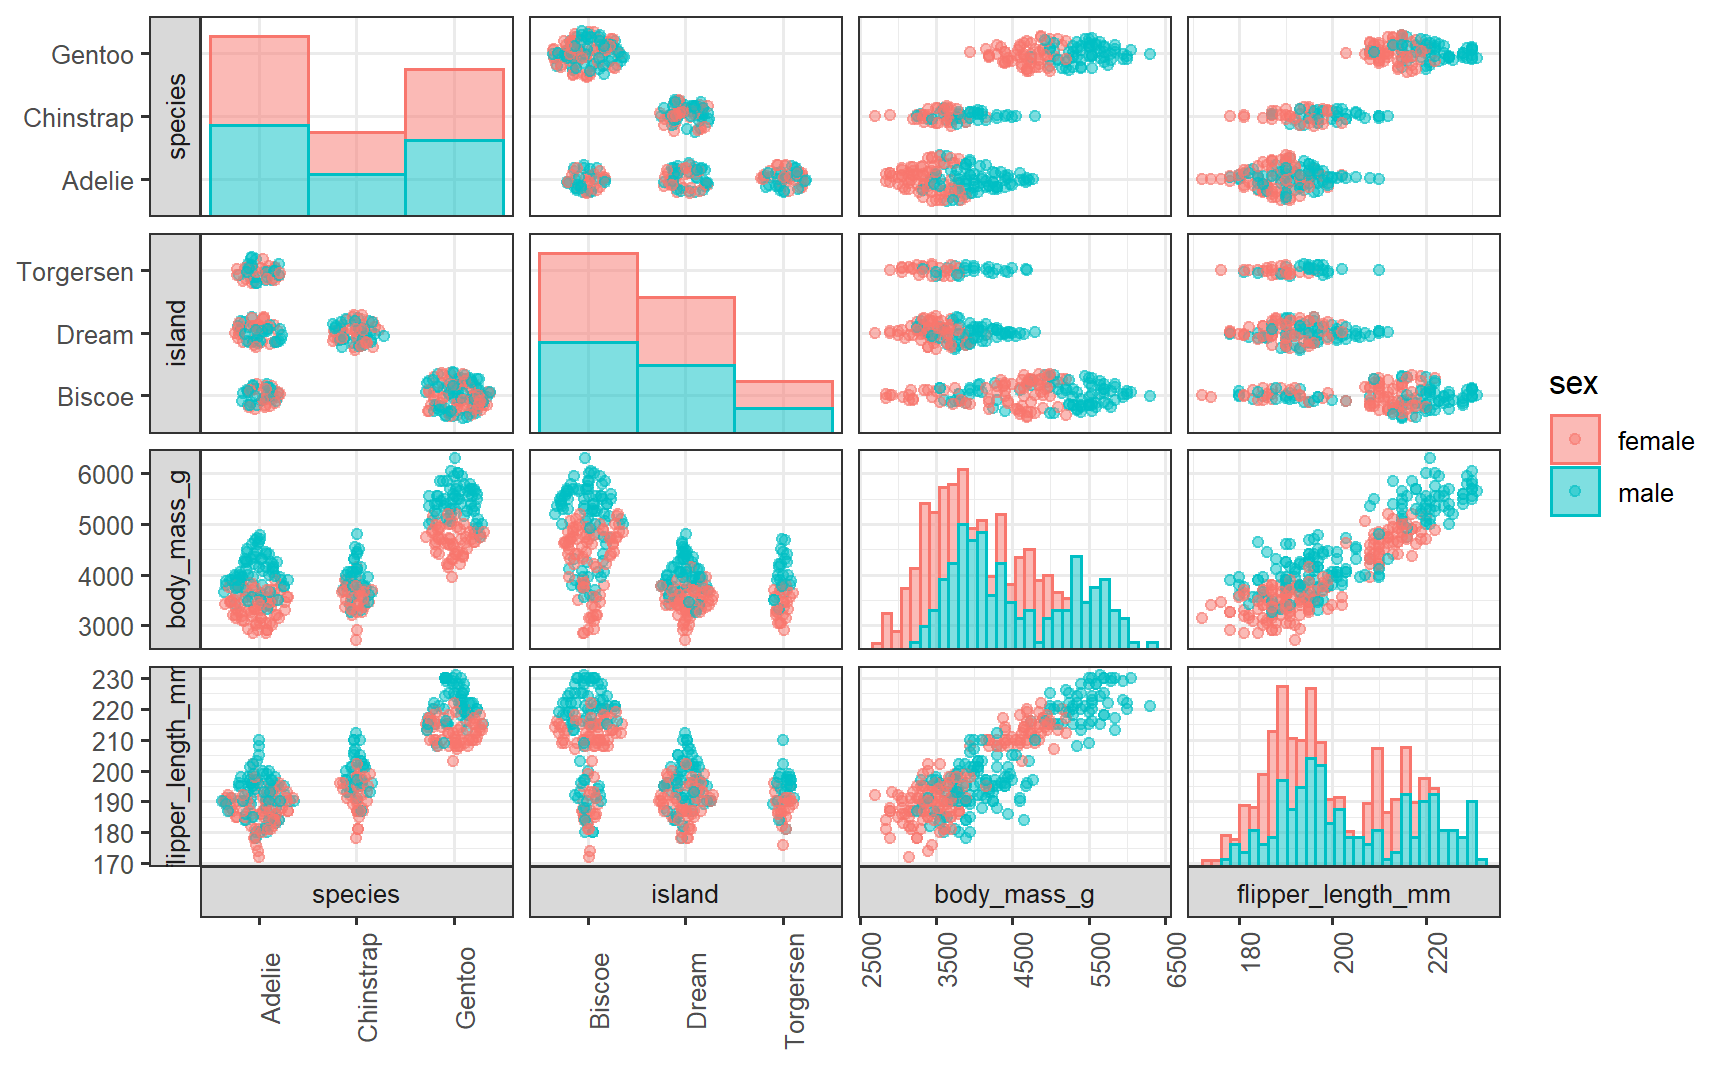 Gentoo
Chinstrap
Adelie
species
Torgersen
Dream
Biscoe
island
6000
5000
4000
3000
body_mass_g
230
220
210
200
190
180
170
flipper_length_mm
species
island
body_mass_g
flipper_length_mm
Adelie
Chinstrap
Gentoo
Biscoe
Dream
Torgersen
2500
3500
4500
5500
6500
180
200
220
sex
female
male